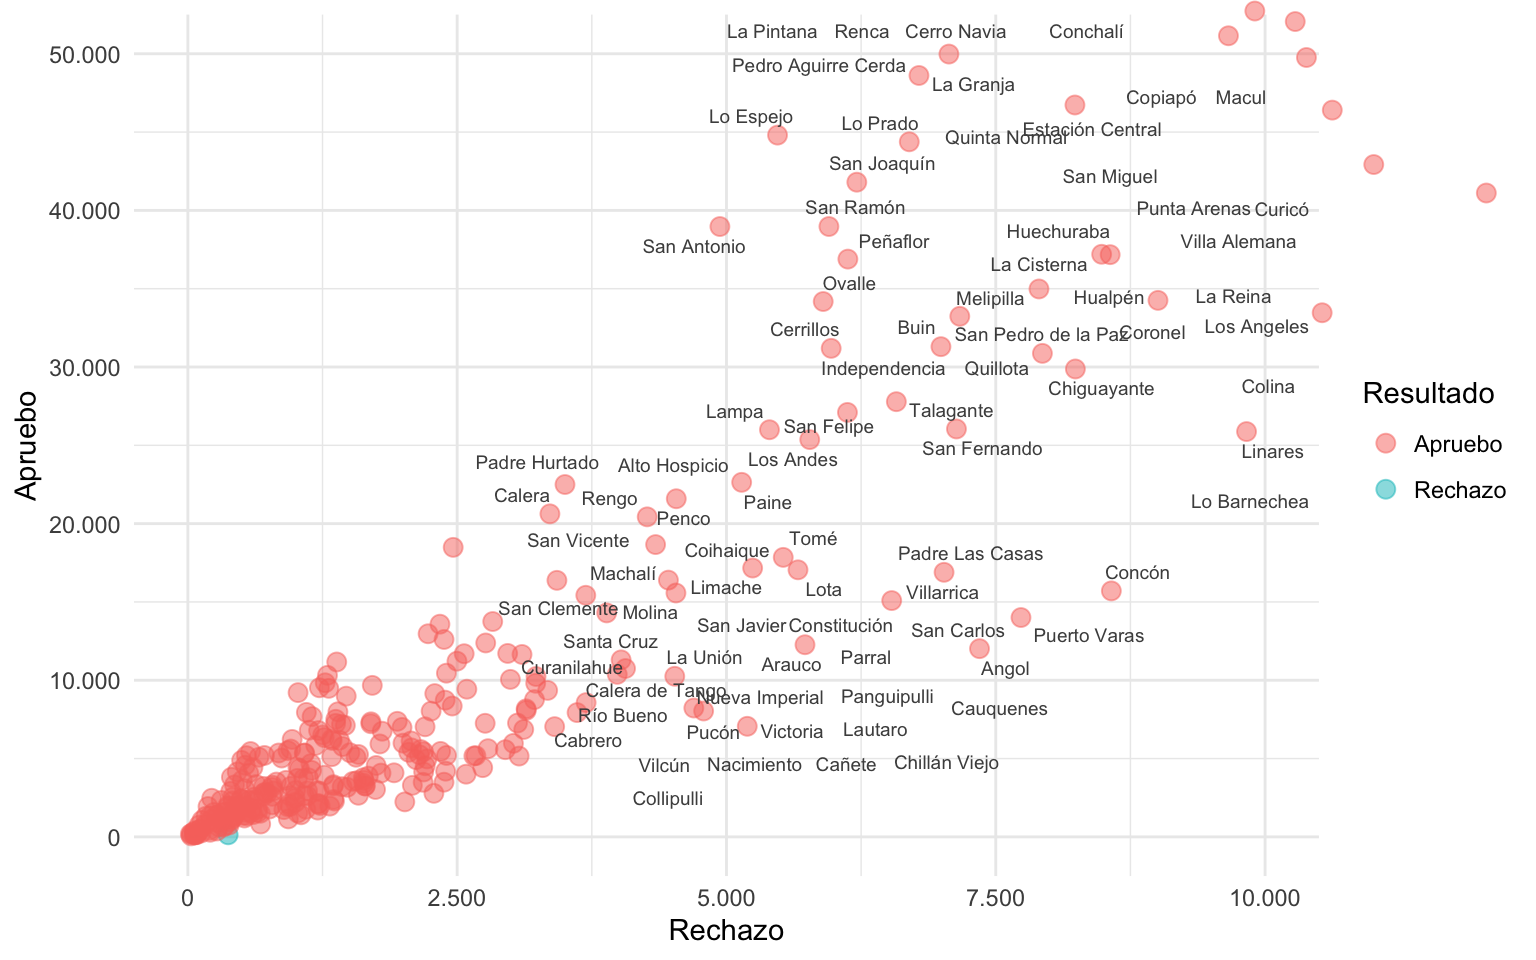 La Pintana
Renca
Cerro Navia
Conchalí
50.000
Pedro Aguirre Cerda
La Granja
Copiapó
Macul
Lo Espejo
Lo Prado
Estación Central
Quinta Normal
San Joaquín
San Miguel
40.000
San Ramón
Punta Arenas
Curicó
Huechuraba
San Antonio
Peñaflor
Villa Alemana
La Cisterna
Ovalle
Melipilla
Hualpén
La Reina
Cerrillos
Buin
San Pedro de la Paz
Coronel
Los Angeles
30.000
Independencia
Quillota
Chiguayante
Colina
Resultado
Lampa
San Felipe
Talagante
Apruebo
San Fernando
Linares
Padre Hurtado
Alto Hospicio
Los Andes
Calera
Rengo
Paine
Lo Barnechea
Rechazo
20.000
Penco
San Vicente
Coihaique
Tomé
Padre Las Casas
Machalí
Limache
Lota
Villarrica
Concón
San Clemente
Molina
San Javier
Constitución
San Carlos
Puerto Varas
Santa Cruz
Curanilahue
La Unión
Arauco
Parral
Angol
10.000
Calera de Tango
Nueva Imperial
Panguipulli
Cauquenes
Río Bueno
Cabrero
Pucón
Victoria
Lautaro
Vilcún
Nacimiento
Cañete
Chillán Viejo
Collipulli
0
Apruebo
0
2.500
5.000
7.500
10.000
Rechazo